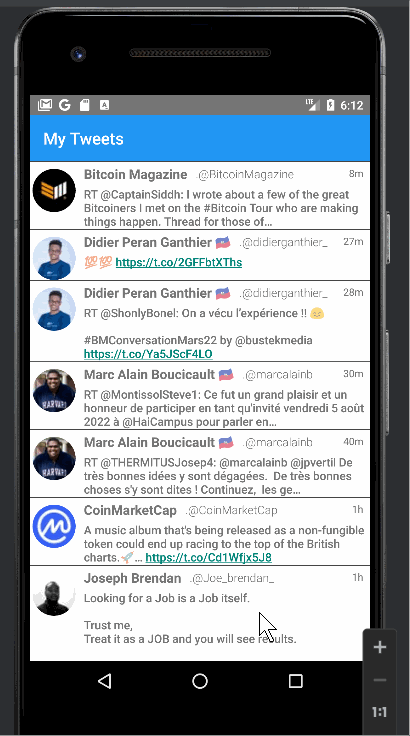 LTE 6:12
My Tweets
Bitcoin Magazine .@BitcoinMagazine 8m
RT @CaptainSiddh: I wrote about a few of the great
Bitcoiners I met on the #Bitcoin Tour who are making
things happen. Thread for those of…
Didier Peran Ganthier 🇭🇹 .@didierganthier_ 27m
💯💯 https://t.co/2GFFbtXThs
Didier Peran Ganthier 🇭🇹 .@didierganthier_ 28m
RT @ShonlyBonel: On a vécu l’expérience !!
#BMConversationMars22 by @bustekmedia
https://t.co/Ya5JScF4LO
Marc Alain Boucicault 🇭🇹 .@marcalainb 30m
RT @MontissolSteve1: Ce fut un grand plaisir et un
honneur de participer en tant qu'invité vendredi 5 août
2022 à @HaiCampus pour parler en…
HARVARD
Marc Alain Boucicault 🇭🇹 .@marcalainb 40m
RT @THERMITUSJosep4: @marcalainb @jpvertil De
très bonnes idées y sont dégagées. De très bonnes
choses s'y sont dites ! Continuez, les ge…
HARVARD
CoinMarketCap .@CoinMarketCap 1h
A music album that's being released as a non-fungible
token could end up racing to the top of the British
charts.🚀… https://t.co/Cd1Wfjx5J8
Joseph Brendan .@Joe_brendan_ 1h
Looking for a Job is a Job itself.
Trust me,
Treat it as a JOB and you will see results.
1:1